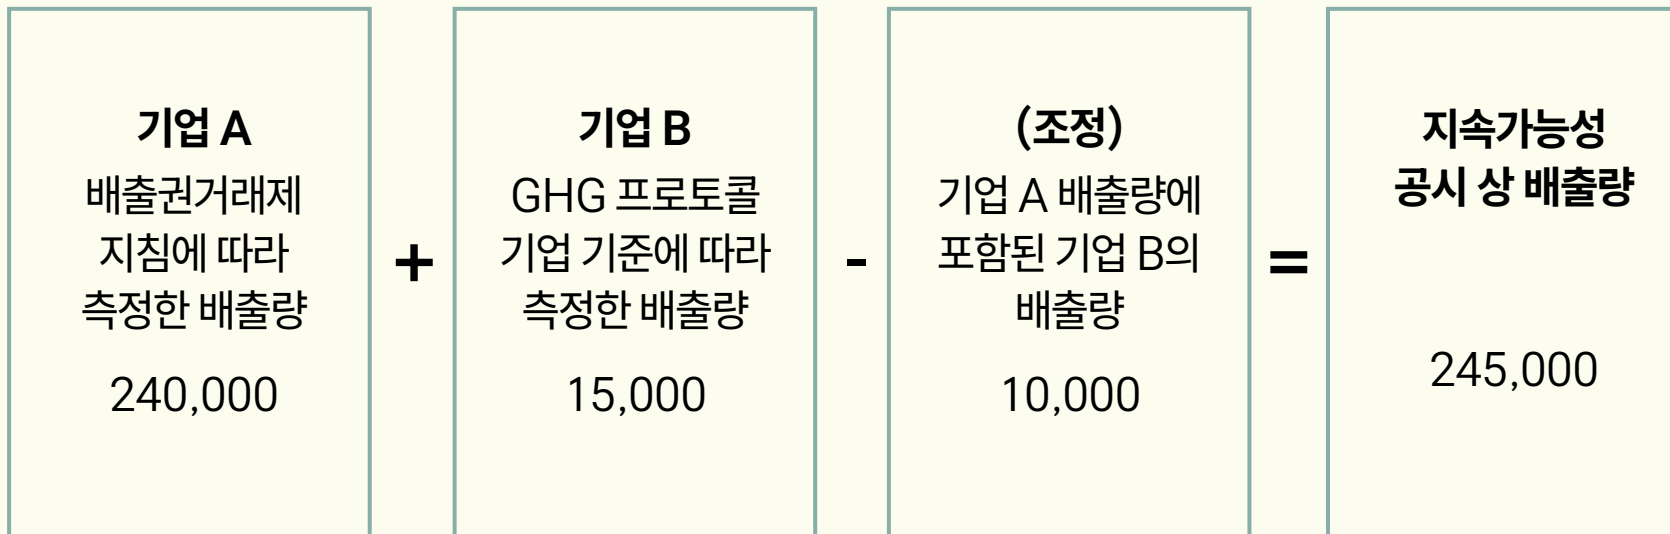 기업 A
배출권거래제
지침에 따라
측정한 배출량
240,000
+
기업 B
GHG 프로토콜
기업 기준에 따라
측정한 배출량
15,000
-
(조정)
기업 A 배출량에
포함된 기업 B의
배출량
10,000
=
지속가능성
공시 상 배출량
245,000